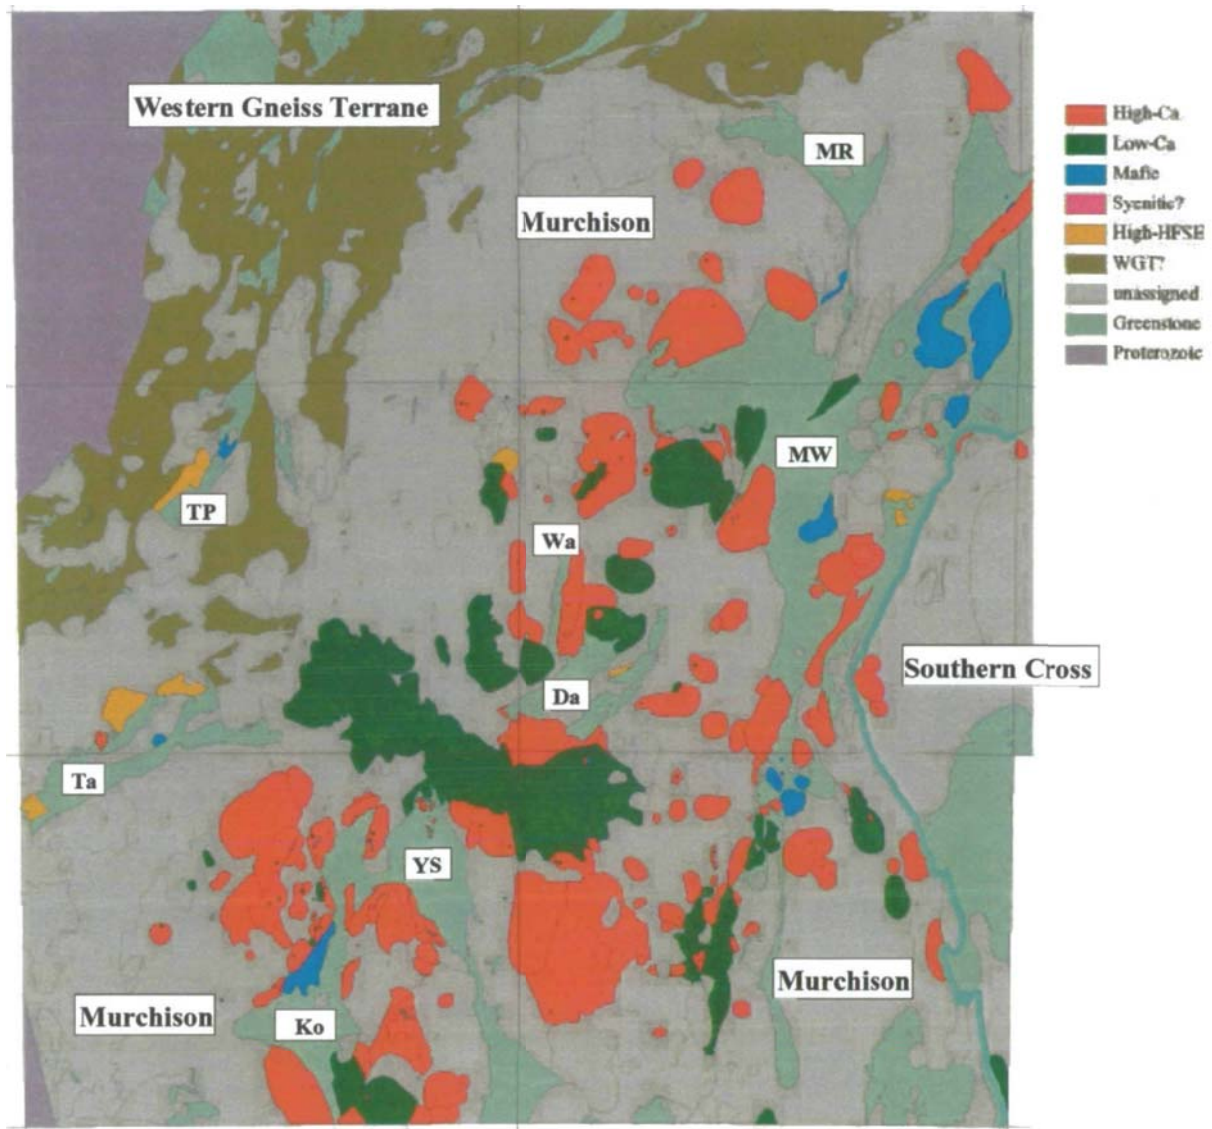 Western Gneiss Terrane
MR
Murchison
High-Ca
Low-Ca
Mafic
Syenitic?
High-HFSE
WGT?
unassigned
Greenstone
Proterozoic
MW
TP
Wa
Southern Cross
Da
Ta
YS
Murchison
Murchison
Ko